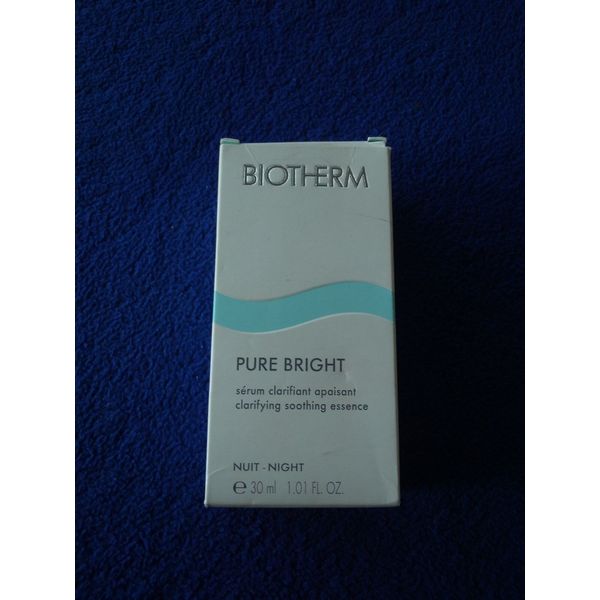 BIOTHERM
PURE BRIGHT
sérum clarifiant apaisant
clarifying soothing essence
NUIT - NIGHT
℮ 30 ml 1.01 FL. OZ.